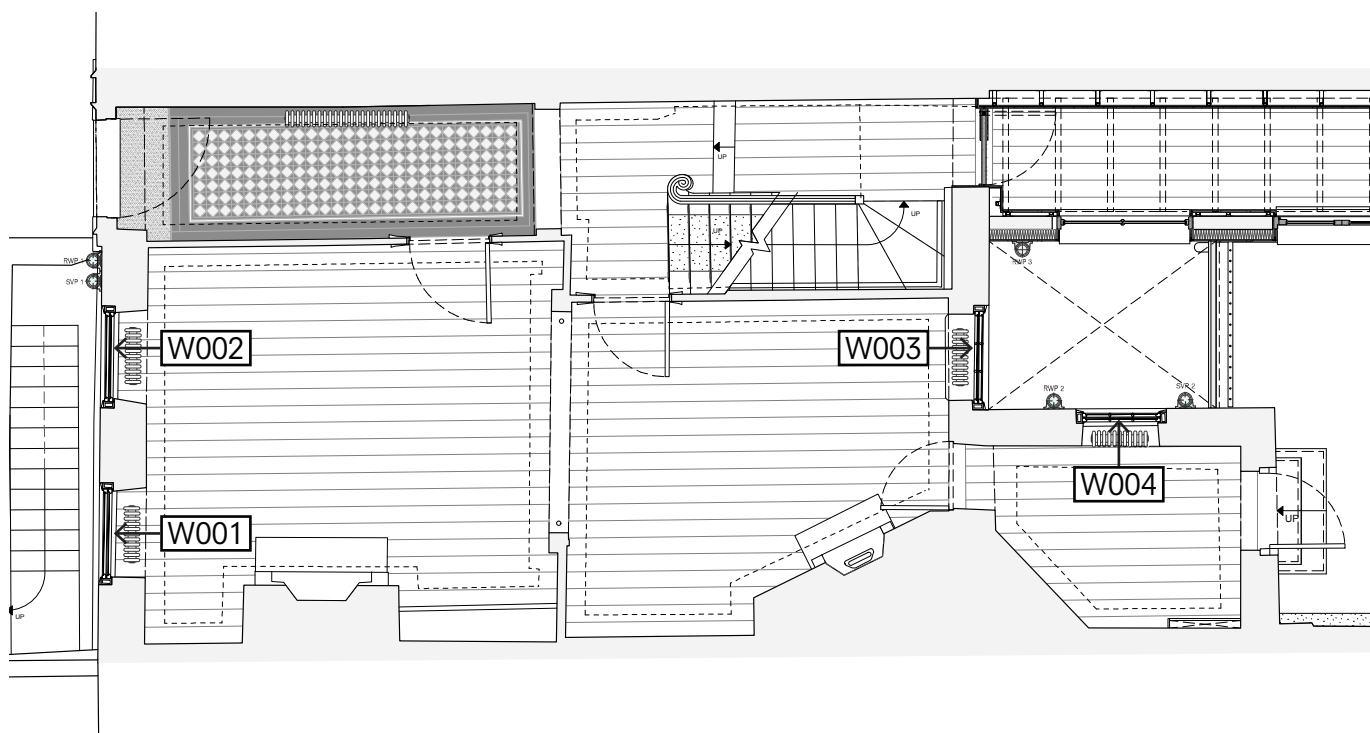 UP
UP
UP
RWP 1
SVP 1
RWP 3
W002
W003
RWP 2
SVP 2
W004
W001
UP
UP